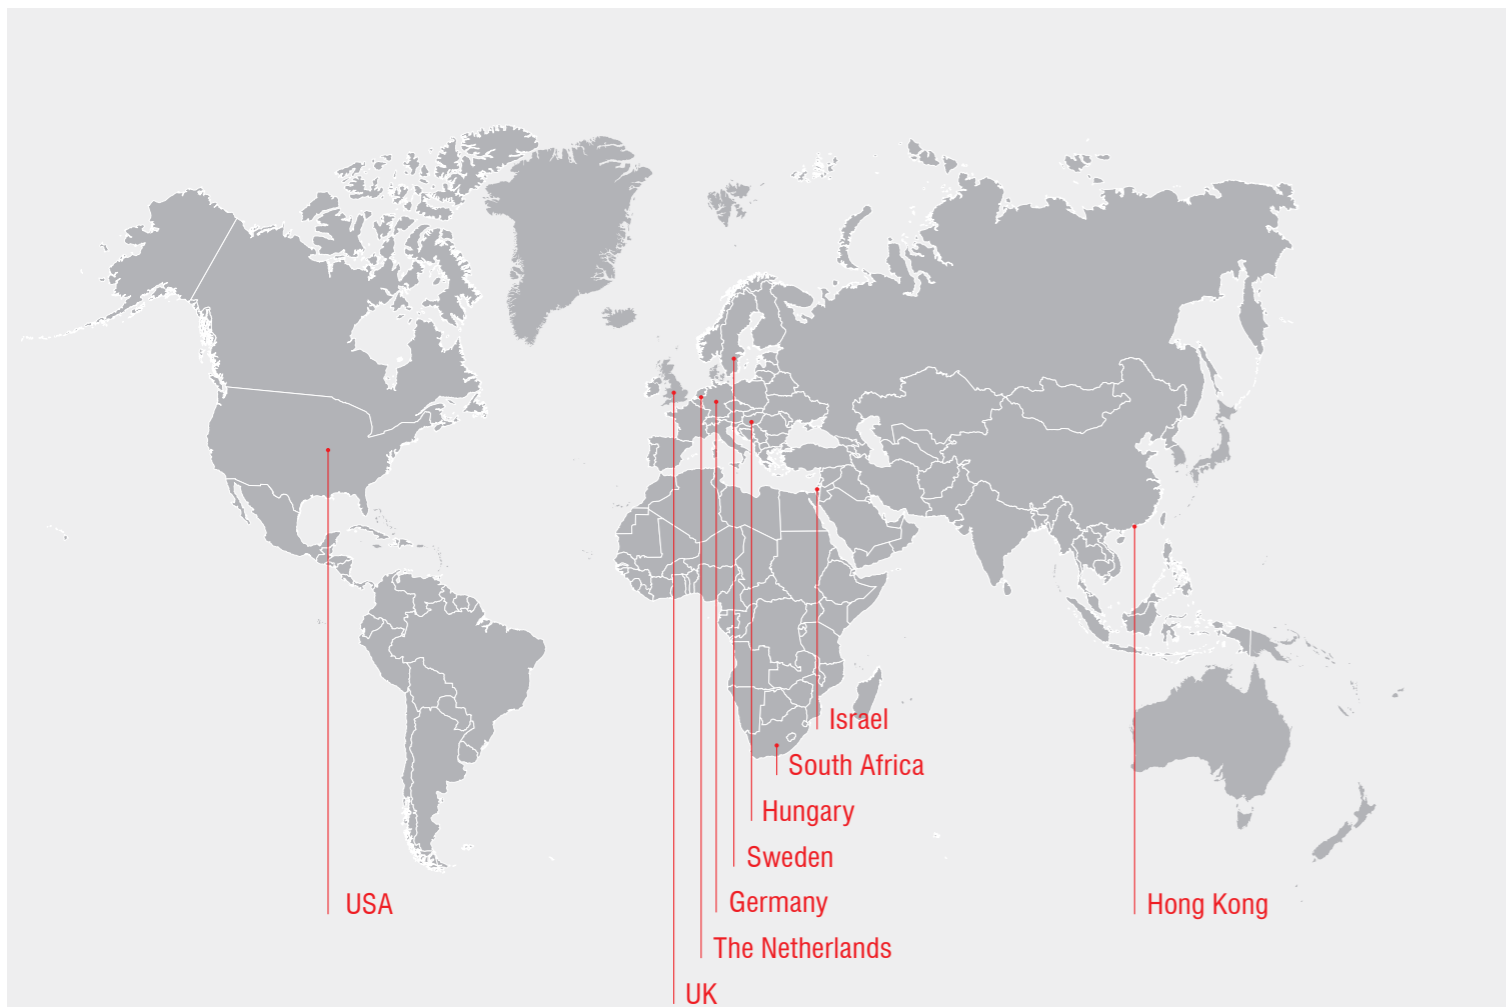 Israel
South Africa
Hungary
Sweden
Germany
USA
Hong Kong
The Netherlands
UK